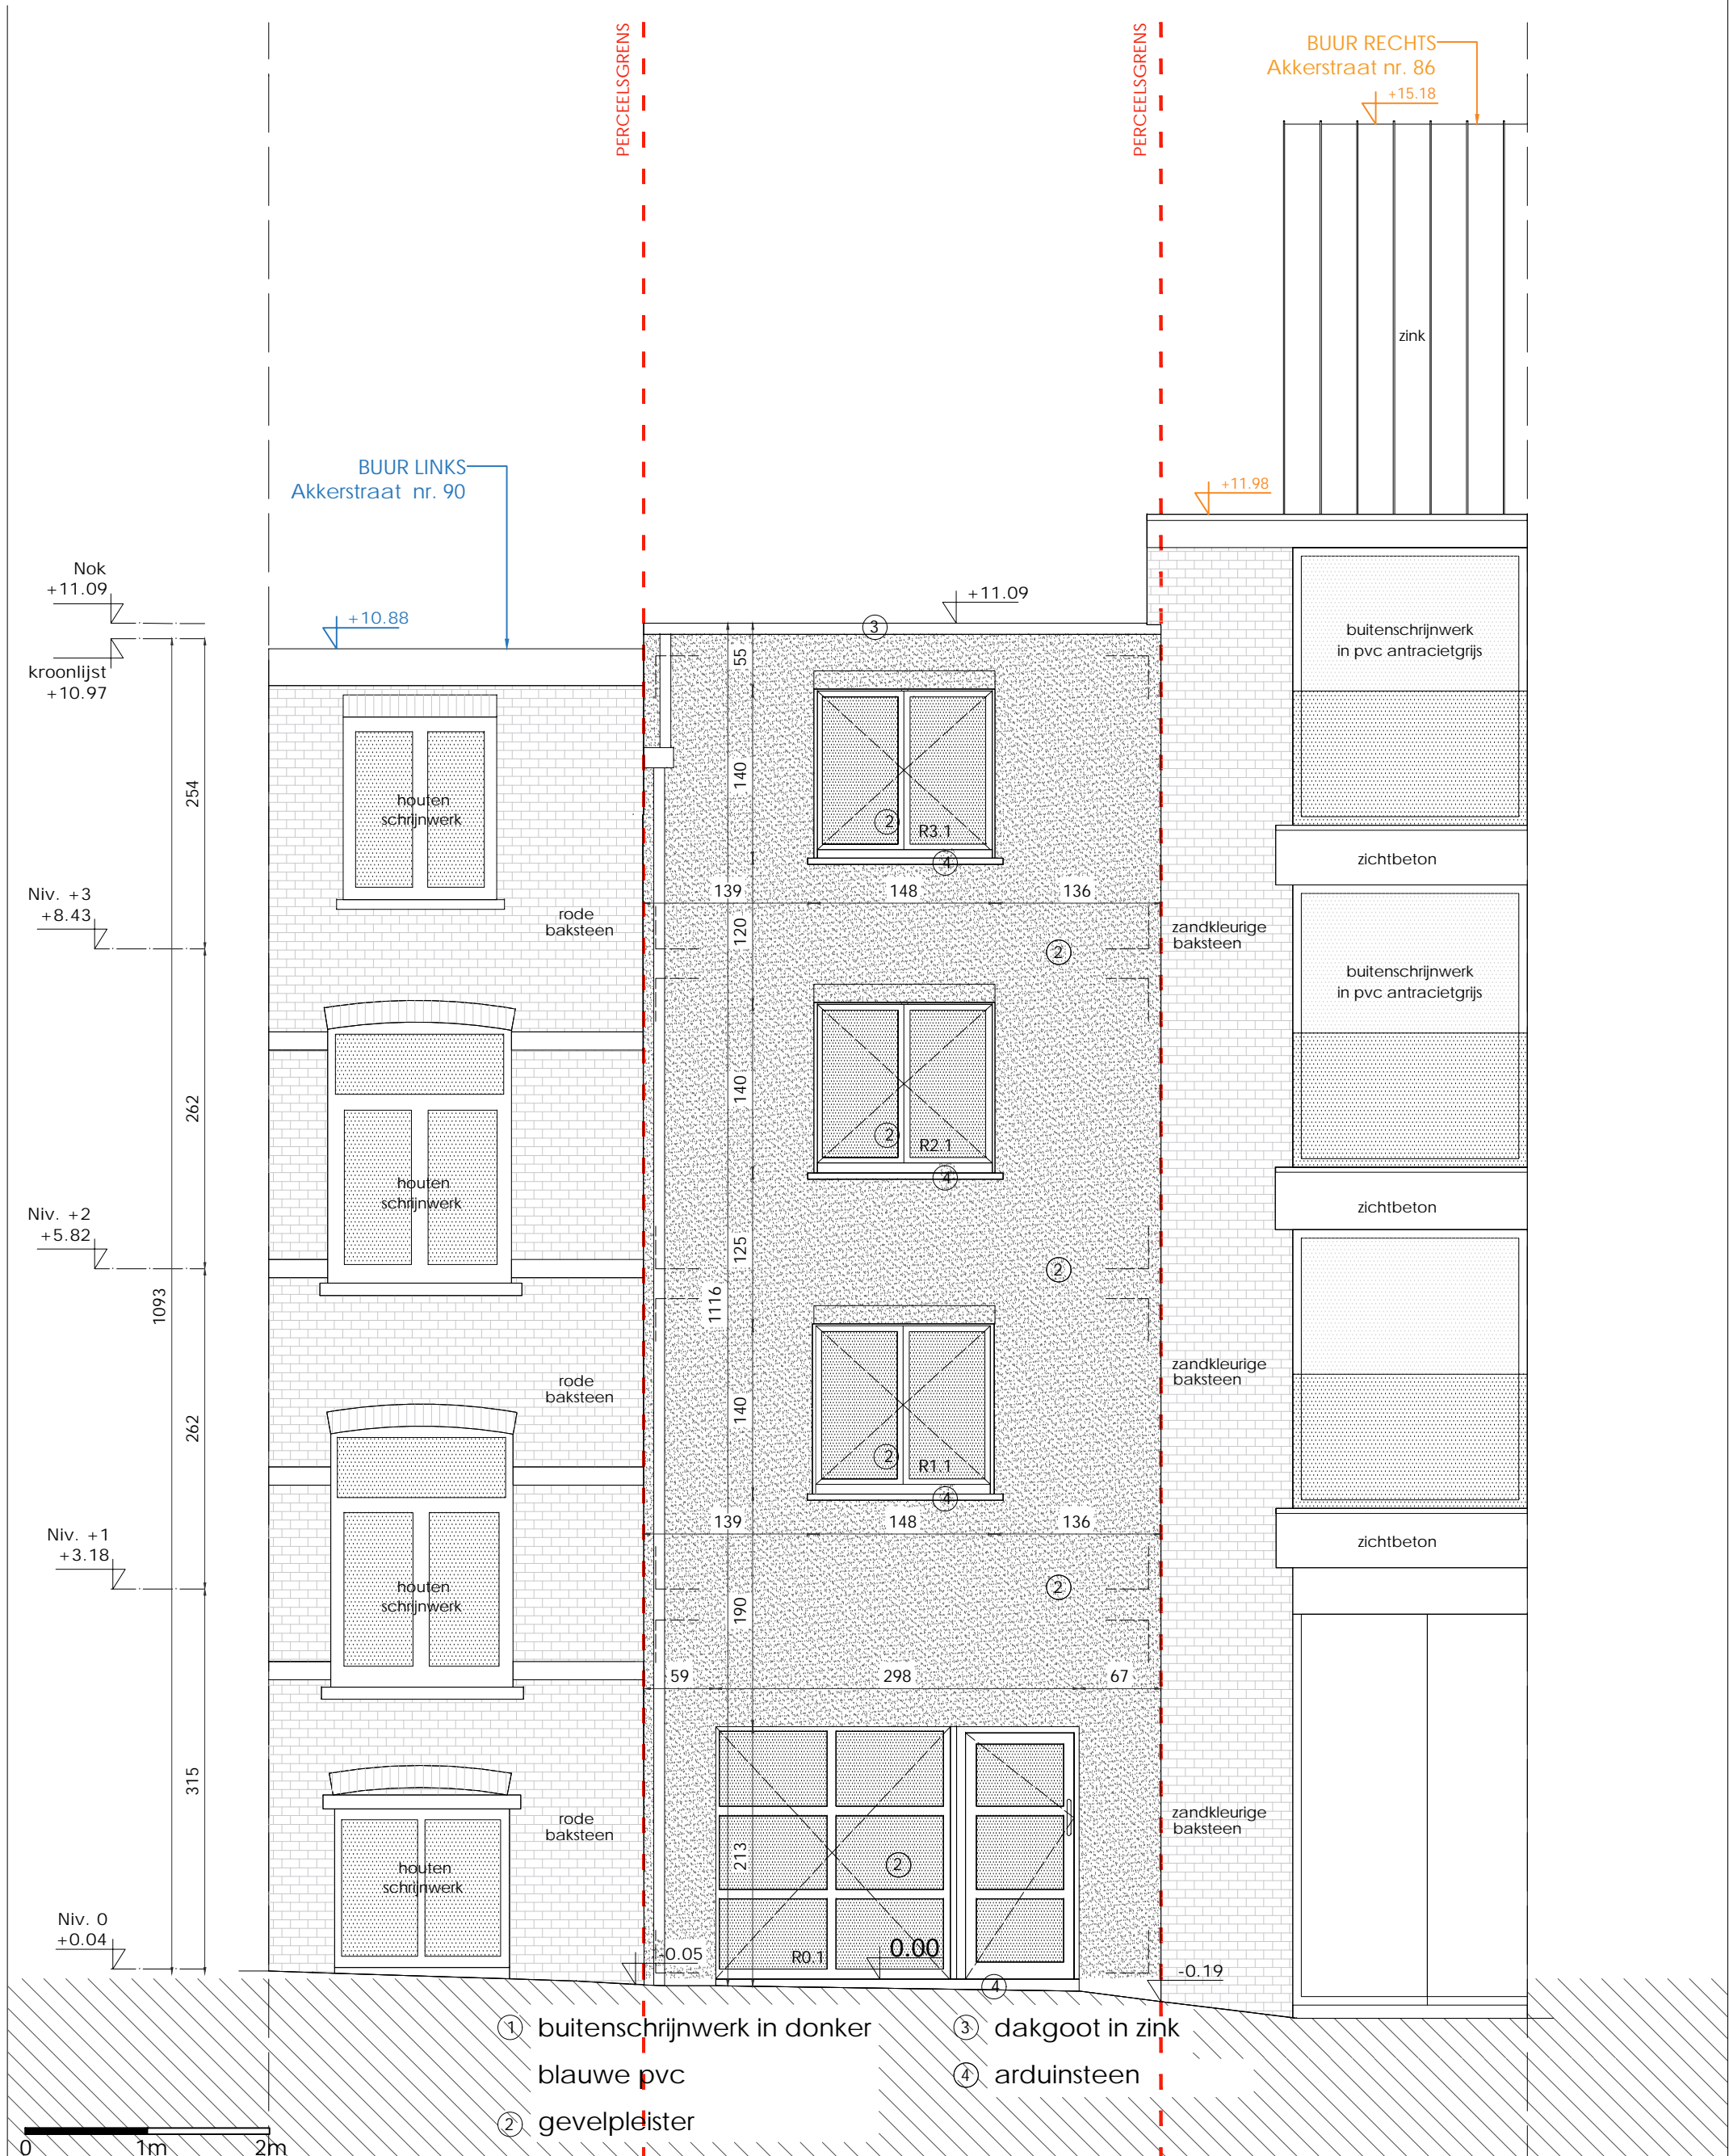 PERCEELSGRENS
PERCEELSGRENS
BUUR RECHTS
Akkerstraat nr. 86
+15.18
zink
BUUR LINKS
Akkerstraat nr. 90
+11.98
Nok
+11.09
+10.88
+11.09
3
kroonlijst
+10.97
55
buitenschrijnwerk
in pvc antracietgrijs
254
140
houten
schrijnwerk
2
R3.1
4
zichtbeton
139
148
136
Niv. +3
+8.43
rode
baksteen
120
2
zandkleurige
baksteen
buitenschrijnwerk
in pvc antracietgrijs
262
140
2
R2.1
4
houten
schrijnwerk
zichtbeton
Niv. +2
+5.82
125
2
1093
1116
rode
baksteen
zandkleurige
baksteen
262
140
2
R1.1
4
139
148
136
Niv. +1
+3.18
zichtbeton
houten
schrijnwerk
2
190
59
298
67
315
rode
baksteen
zandkleurige
baksteen
213
2
houten
schrijnwerk
Niv. 0
+0.04
-0.05
R0.1
0.00
-0.19
4
1 buitenschrijnwerk in donker
blauwe pvc
2 gevelpleister
3 dakgoot in zink
4 arduinsteen
0 1m 2m